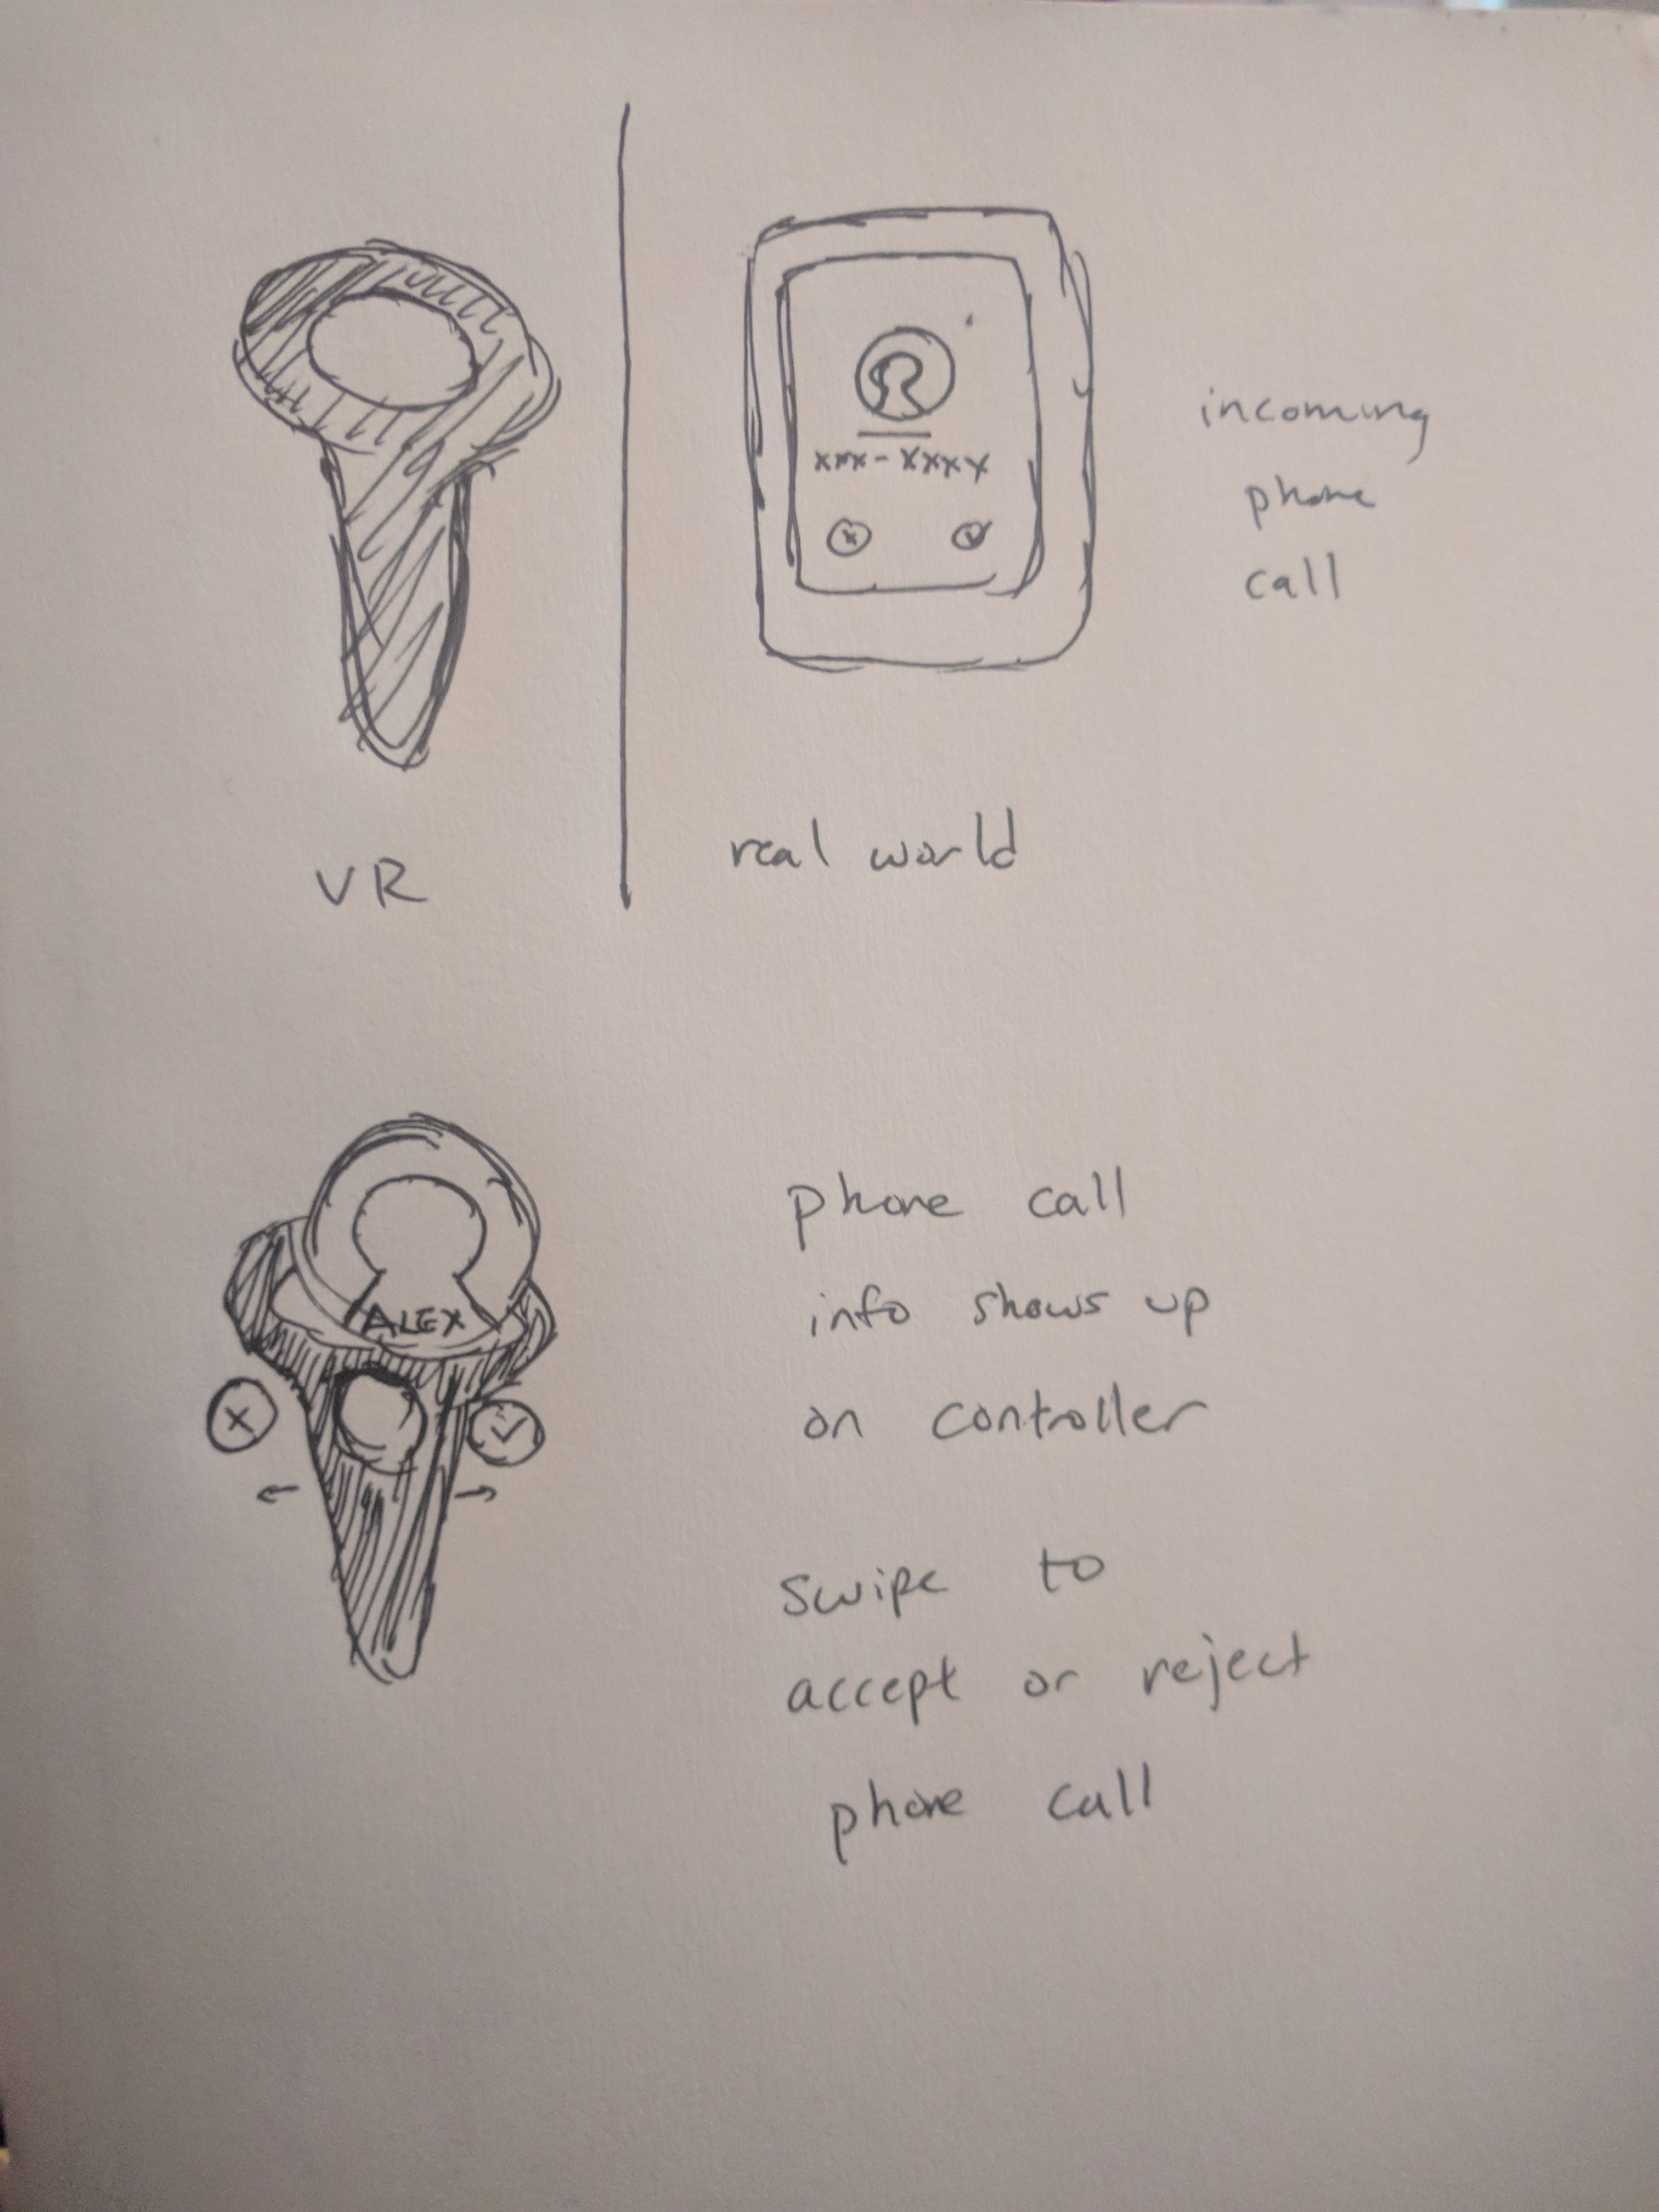 xxx-xxxx
incoming
phone
call
VR
real world
ALEX
phone call
info shows up
on controller
swipe to
accept or reject
phone call